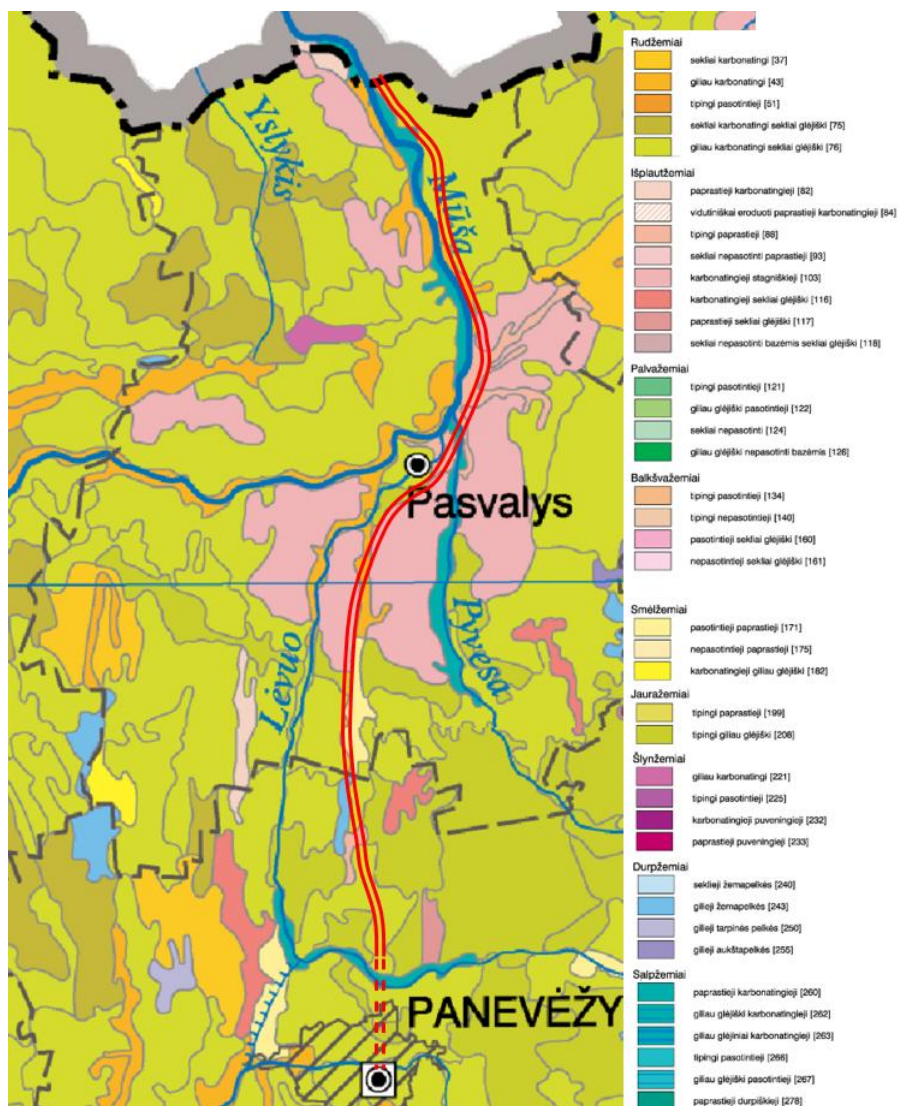 Yslykis
Mūša
Pasvalys
Pyvesa
Lėvuo
PANEVĖŽY
Rudžemiai
sekliai karbonatingi [37]
giliau karbonatingi [43]
tipingi pasotintieji [51]
sekliai karbonatingi sekliai glėjiški [75]
giliau karbonatingi sekliai glėjiški [76]
Išplautžemiai
paprastieji karbonatingieji [82]
vidutiniškai eroduoti paprastieji karbonatingieji [84]
tipingi paprastieji [88]
sekliai nepasotinti paprastieji [93]
karbonatingieji stagniškieji [103]
karbonatingieji sekliai glėjiški [116]
paprastieji sekliai glėjiški [117]
sekliai nepasotinti bazėmis sekliai glėjiški [118]
Palvažemiai
tipingi pasotintieji [121]
giliau glėjiški pasotintieji [122]
sekliai nepasotinti [124]
giliau glėjiški nepasotinti bazėmis [126]
Balkšvažemiai
tipingi pasotintieji [134]
tipingi nepasotintieji [140]
pasotintieji sekliai glėjiški [160]
nepasotintieji sekliai glėjiški [161]
Smėlžemiai
pasotintieji paprastieji [171]
nepasotintieji paprastieji [175]
karbonatingieji giliau glėjiški [182]
Jauražemiai
tipingi paprastieji [199]
tipingi giliau glėjiški [208]
Šlynžemiai
giliau karbonatingi [221]
tipingi pasotintieji [225]
karbonatingieji puveningieji [232]
paprastieji puveningieji [233]
Durpžemiai
seklieji žemapelkės [240]
gilieji žemapelkės [243]
gilieji tarpinės pelkės [250]
gilieji aukštapelkės [255]
Salpžemiai
paprastieji karbonatingieji [260]
giliau glėjiški karbonatingieji [262]
giliau glėjiniai karbonatingieji [263]
tipingi pasotintieji [266]
giliau glėjiški pasotintieji [267]
paprastieji durpiškieji [278]